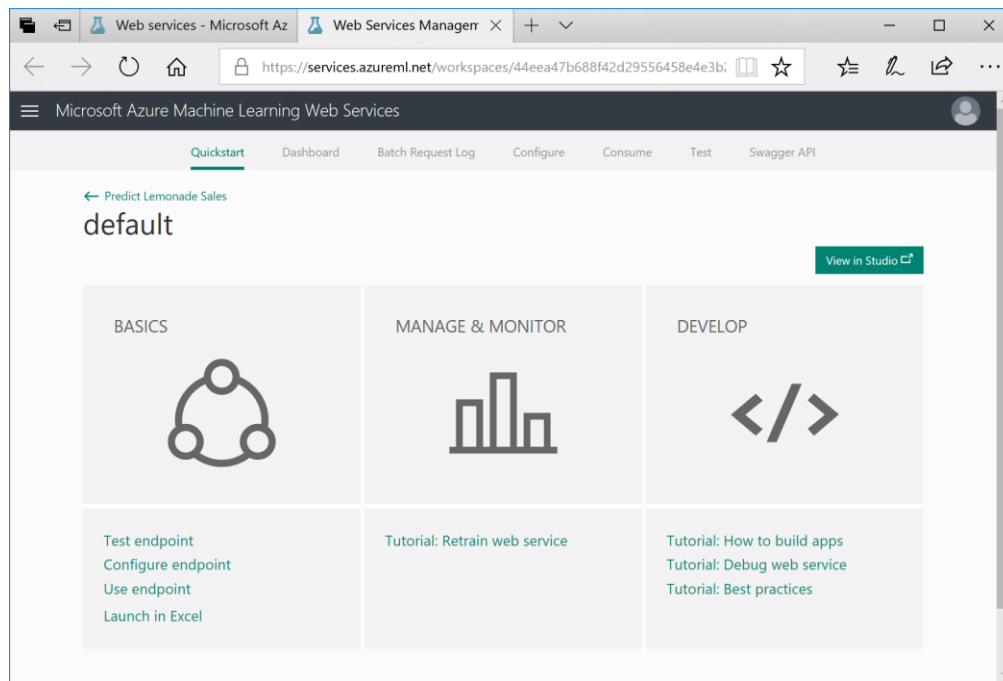 Web services - Microsoft Az
Web Services Managem
https://services.azureml.net/workspaces/44eea47b688f42d29556458e4e3b
Microsoft Azure Machine Learning Web Services
Quickstart Dashboard Batch Request Log Configure Consume Test Swagger API
Predict Lemonade Sales
default
View in Studio
BASICS
MANAGE & MONITOR
DEVELOP
</>
Test endpoint
Configure endpoint
Use endpoint
Launch in Excel
Tutorial: Retrain web service
Tutorial: How to build apps
Tutorial: Debug web service
Tutorial: Best practices